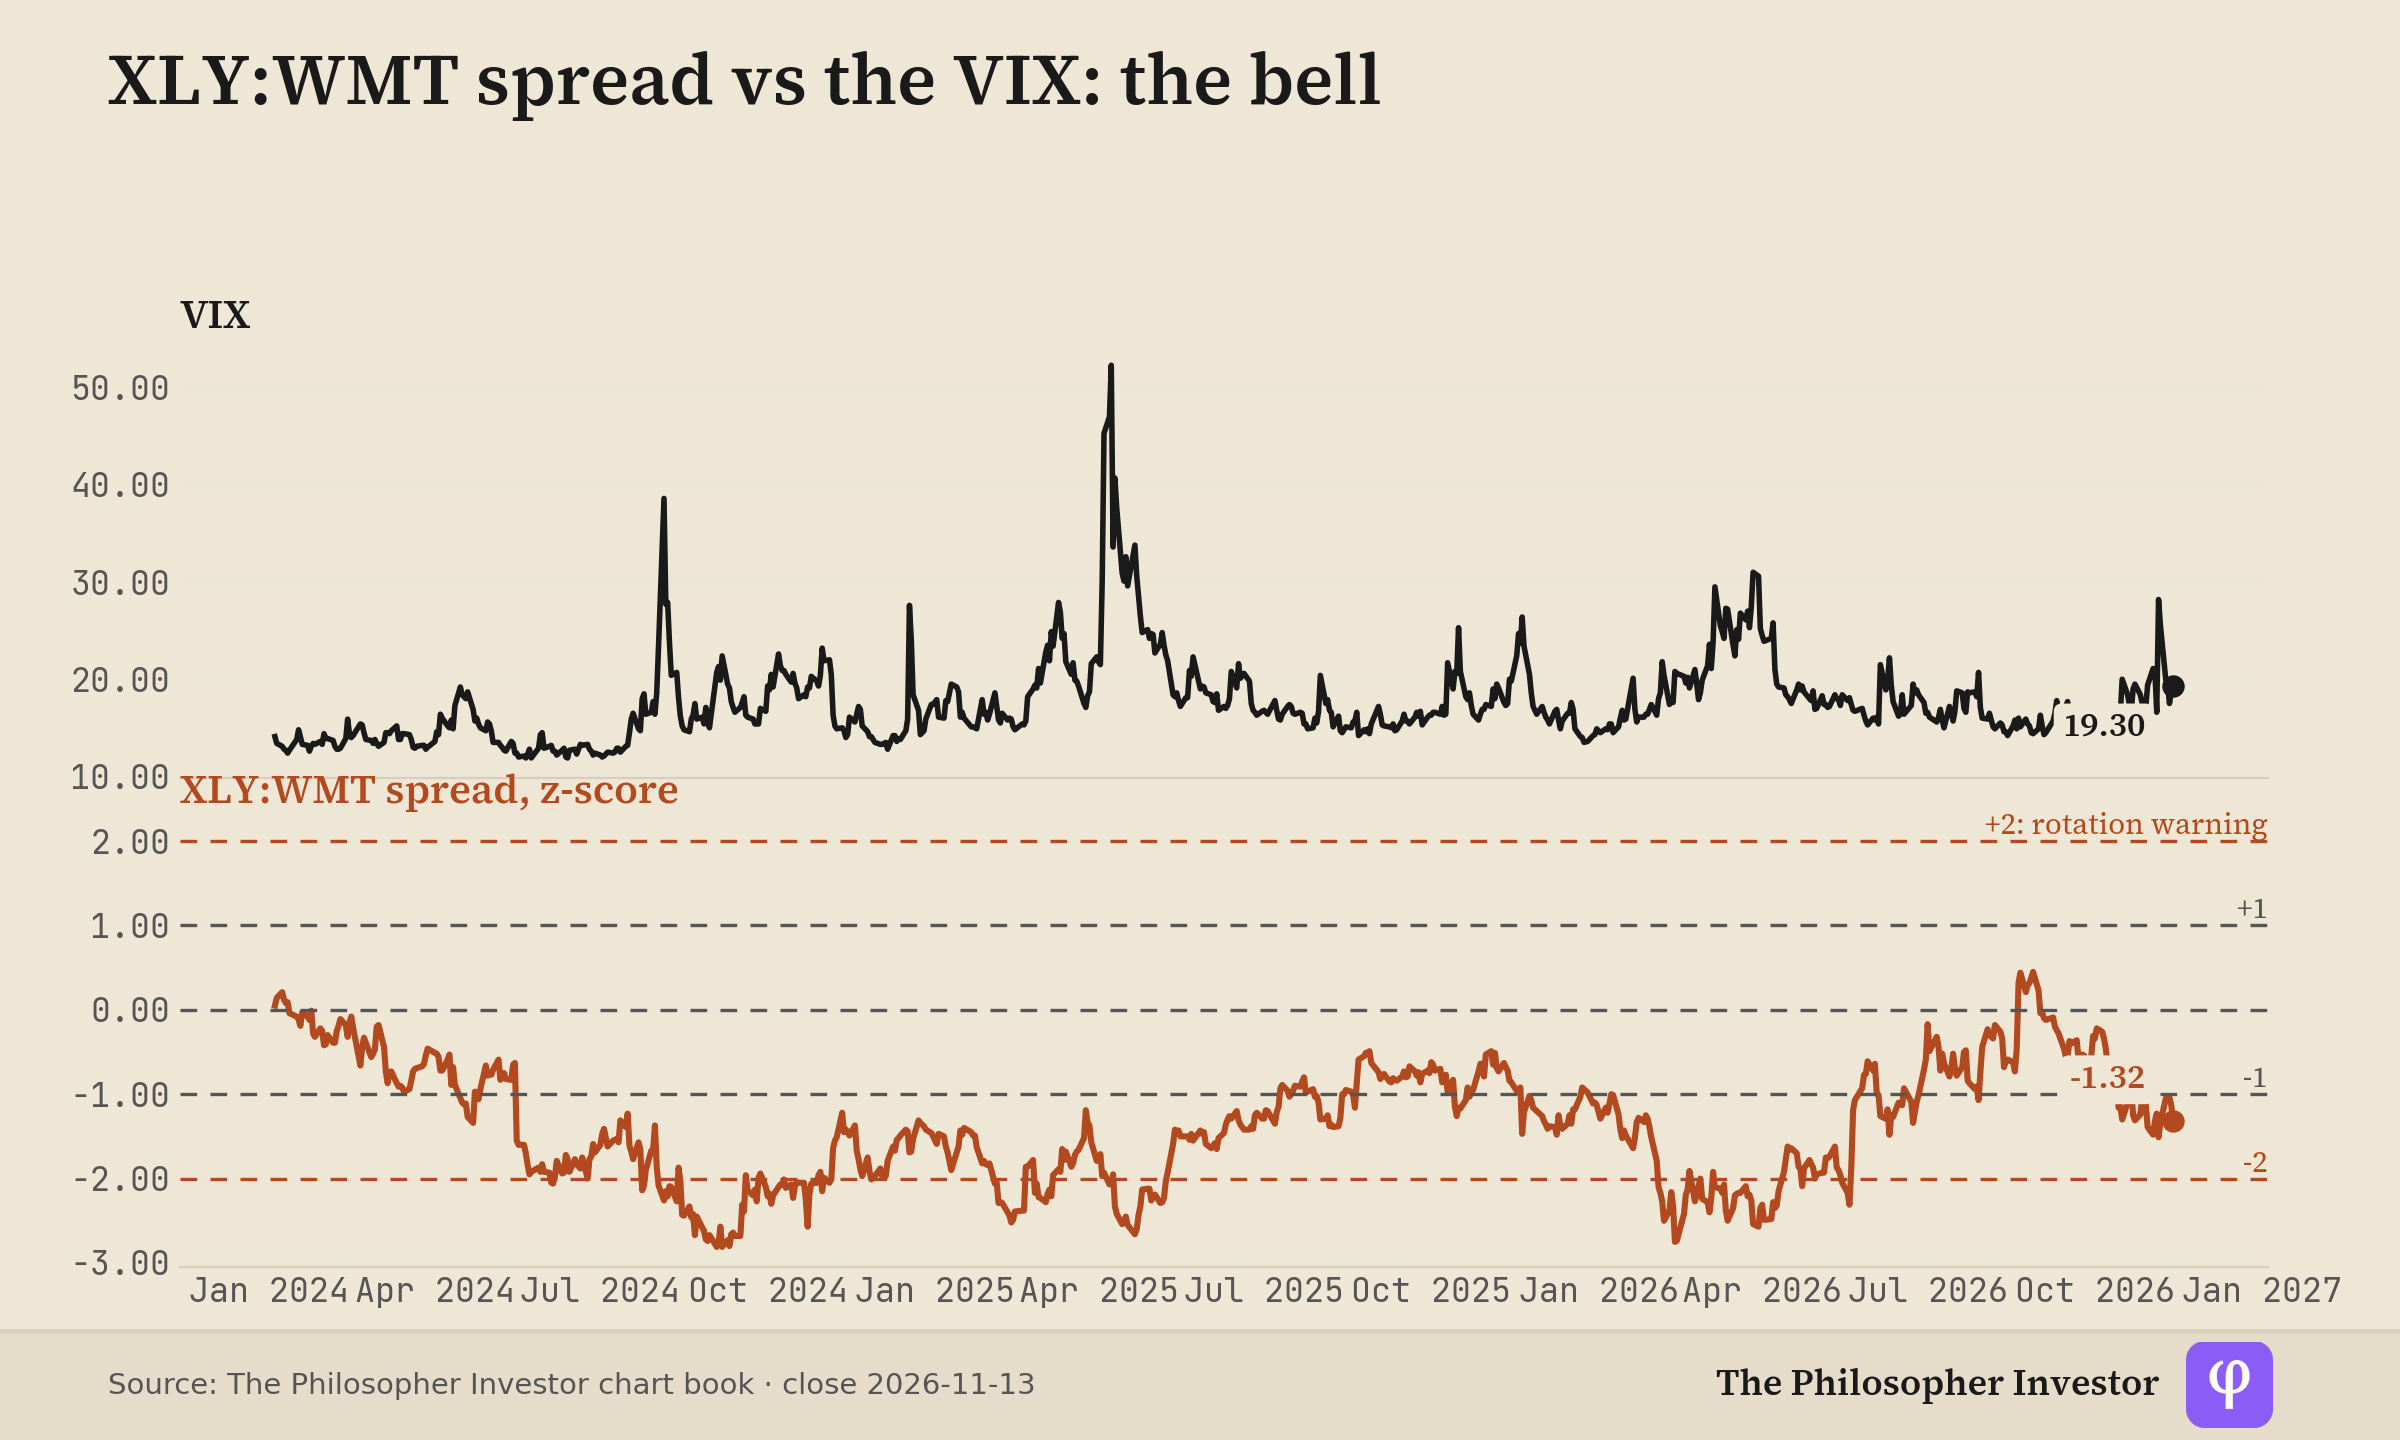 XLY:WMT spread vs the VIX: the bell
VIX
50.00
40.00
30.00
20.00
19.30
10.00
XLY:WMT spread, z-score
+2: rotation warning
2.00
+1
1.00
0.00
-1.32
-1
-1.00
-2
-2.00
-3.00
Jan 2024 Apr 2024 Jul 2024 Oct 2024 Jan 2025 Apr 2025 Jul 2025 Oct 2025 Jan 2026 Apr 2026 Jul 2026 Oct 2026 Jan 2027
Source: The Philosopher Investor chart book · close 2026-11-13
The Philosopher Investor
φ